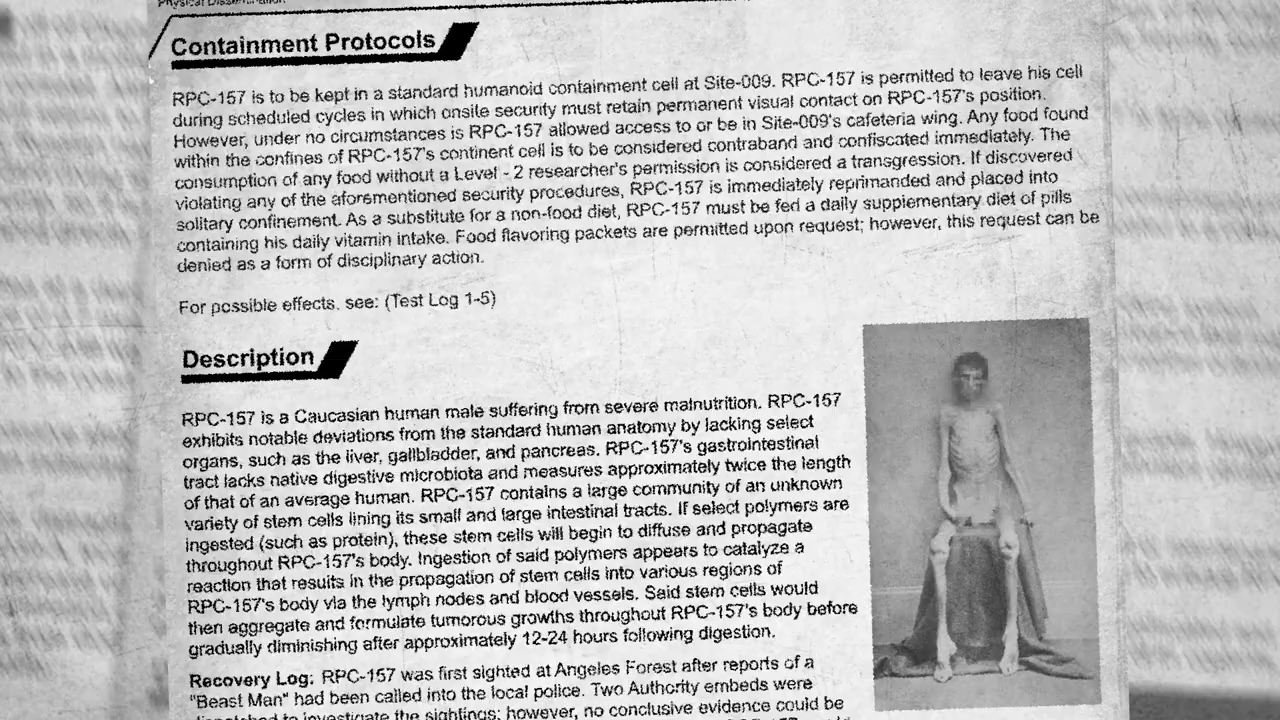 Physical Dissemination
Containment Protocols
RPC-157 is to be kept in a standard humanoid containment cell at Site-009. RPC-157 is permitted to leave his cell
during scheduled cycles in which onsite security must retain permanent visual contact on RPC-157's position.
However, under no circumstances is RPC-157 allowed access to or be in Site-009's cafeteria wing. Any food found
within the confines of RPC-157's continent cell is to be considered contraband and confiscated immediately. The
consumption of any food without a Level - 2 researcher's permission is considered a transgression. If discovered
violating any of the aforementioned security procedures, RPC-157 is immediately reprimanded and placed into
solitary confinement. As a substitute for a non-food diet, RPC-157 must be fed a daily supplementary diet of pills
containing his daily vitamin intake. Food flavoring packets are permitted upon request; however, this request can be
denied as a form of disciplinary action.
For possible effects, see: (Test Log 1-5)
Description
RPC-157 is a Caucasian human male suffering from severe malnutrition. RPC-157
exhibits notable deviations from the standard human anatomy by lacking select
organs, such as the liver, gallbladder, and pancreas. RPC-157's gastrointestinal
tract lacks native digestive microbiota and measures approximately twice the length
of that of an average human. RPC-157 contains a large community of an unknown
variety of stem cells lining its small and large intestinal tracts. If select polymers are
ingested (such as protein), these stem cells will begin to diffuse and propagate
throughout RPC-157's body. Ingestion of said polymers appears to catalyze a
reaction that results in the propagation of stem cells into various regions of
RPC-157's body via the lymph nodes and blood vessels. Said stem cells would
then aggregate and formulate tumorous growths throughout RPC-157's body before
gradually diminishing after approximately 12-24 hours following digestion.
Recovery Log: RPC-157 was first sighted at Angeles Forest after reports of a
"Beast Man" had been called into the local police. Two Authority embeds were
dispatched to investigate the sightings; however, no conclusive evidence could be